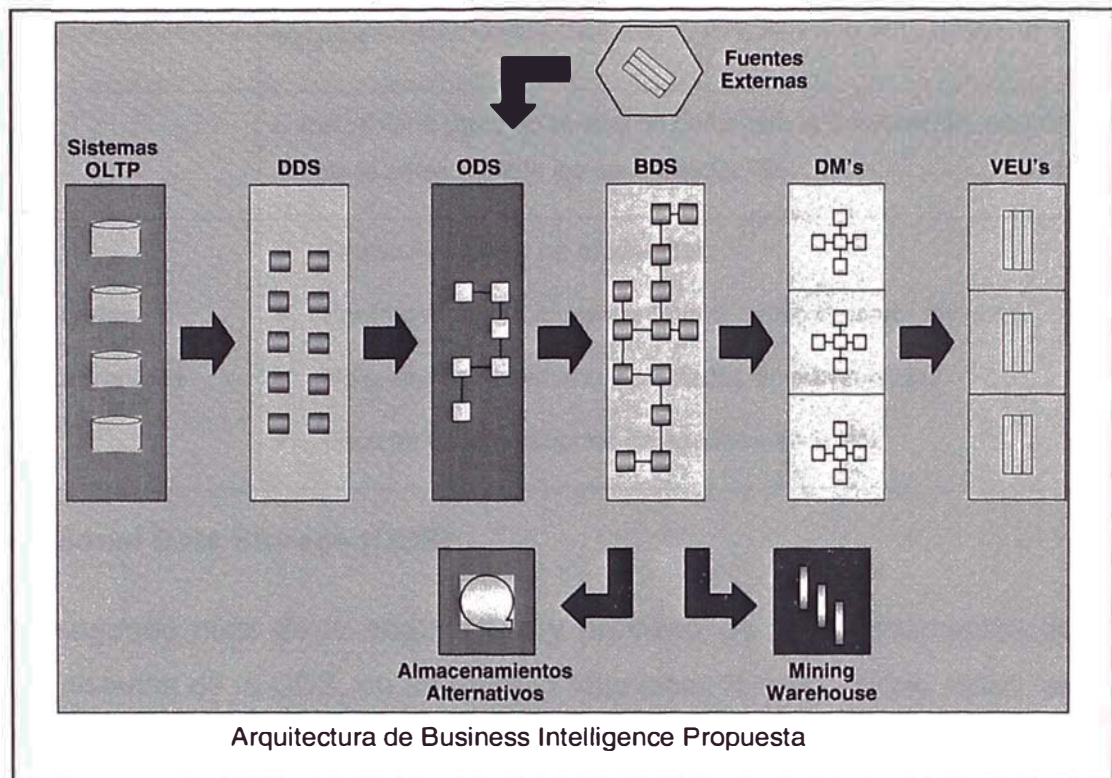 Fuentes
Externas
Sistemas
OLTP
DDS
ODS
BDS
DM's
VEU's
Almacenamientos
Alternativos
Mining
Warehouse
Arquitectura de Business Intelligence Propuesta